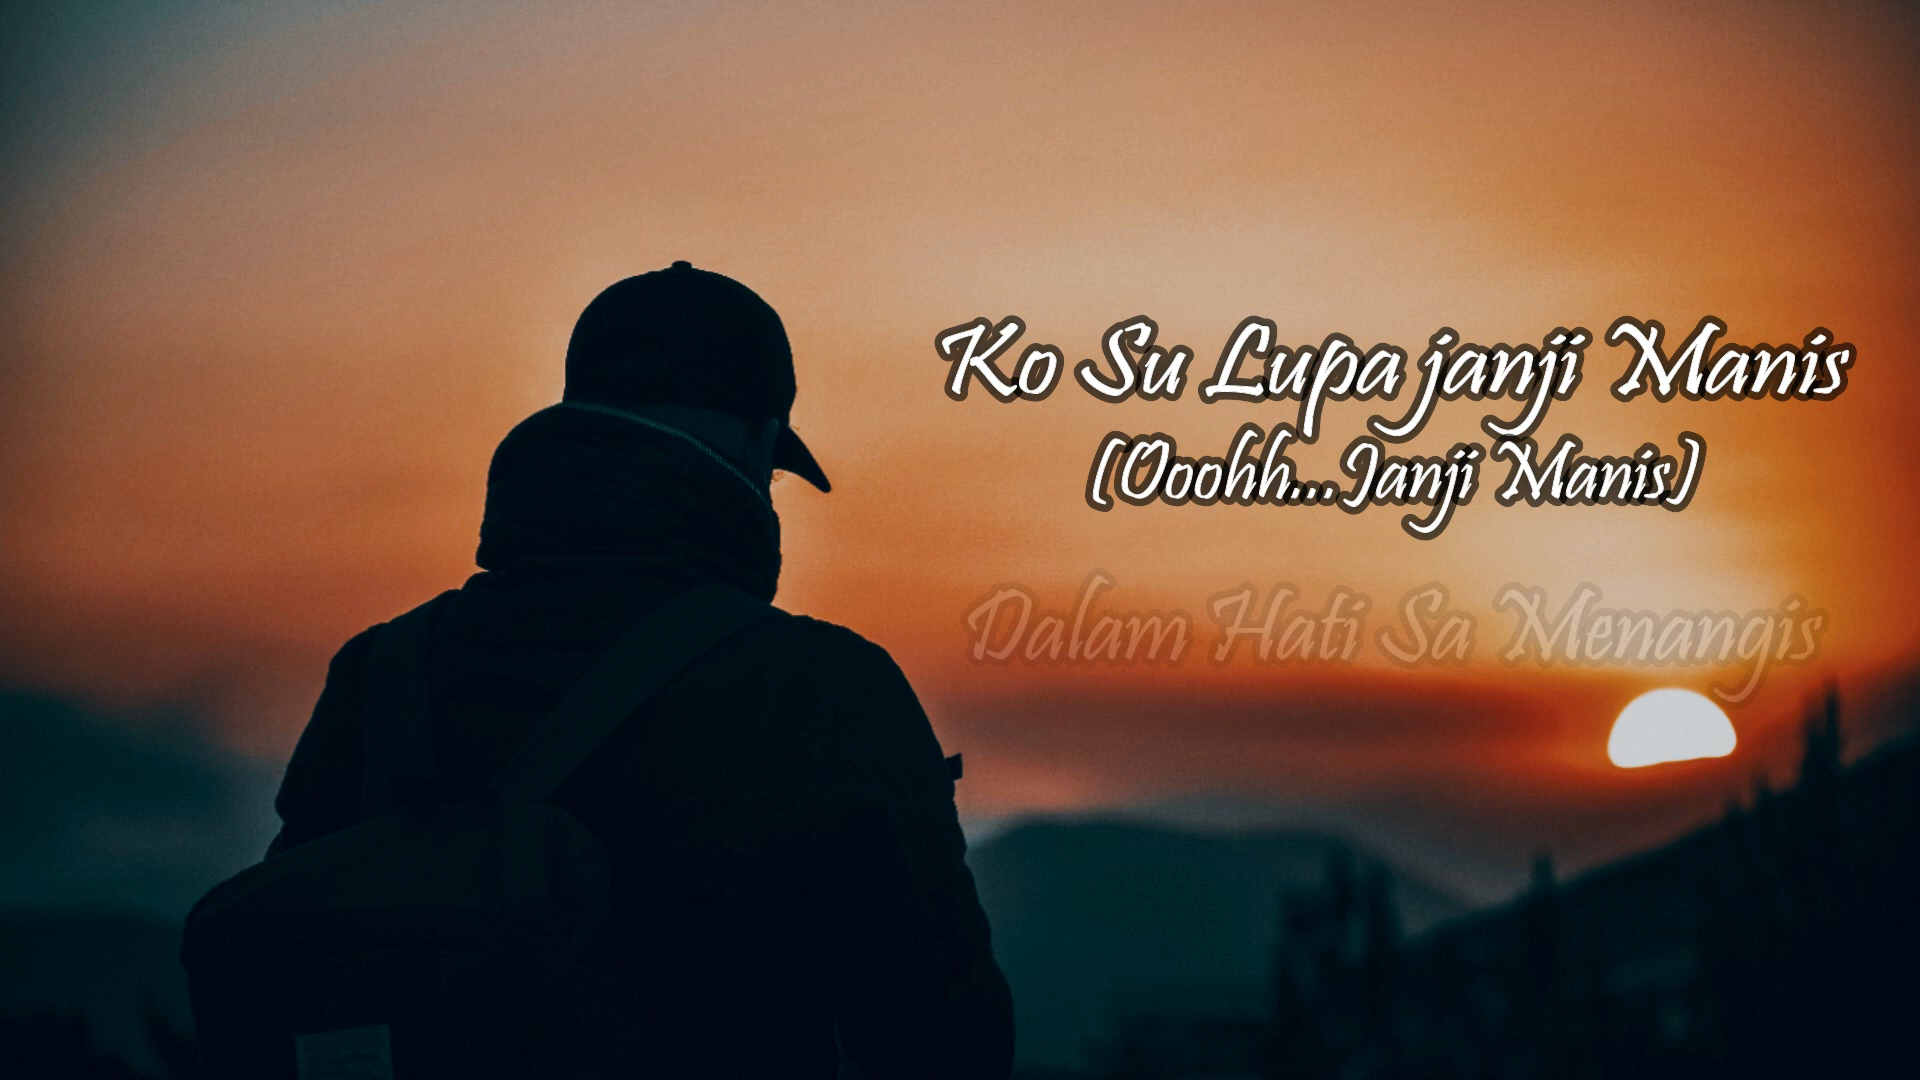 Ko Su Lupa janji Manis
(Ooohh...Janji Manis)
Dalam Hati Sa Menangis